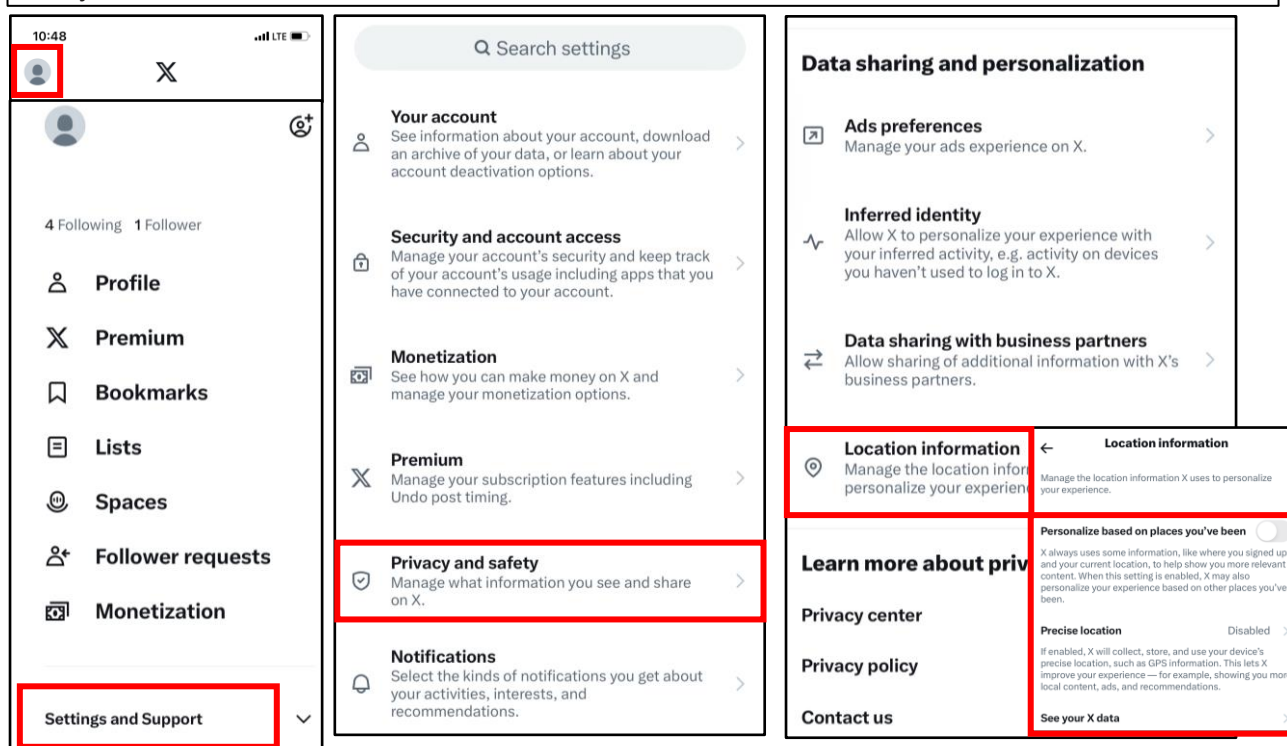 10:48
LTE
X
4 Following 1 Follower
Profile
Premium
Bookmarks
Lists
Spaces
Follower requests
Monetization
Settings and Support
Search settings
Your account
See information about your account, download
an archive of your data, or learn about your
account deactivation options.
Security and account access
Manage your account's security and keep track
of your account's usage including apps that you
have connected to your account.
Monetization
See how you can make money on X and
manage your monetization options.
Premium
Manage your subscription features including
Undo post timing.
Privacy and safety
Manage what information you see and share
on X.
Notifications
Select the kinds of notifications you get about
your activities, interests, and
recommendations.
Data sharing and personalization
Ads preferences
Manage your ads experience on X.
Inferred identity
Allow X to personalize your experience with
your inferred activity, e.g. activity on devices
you haven't used to log in to X.
Data sharing with business partners
Allow sharing of additional information with X's
business partners.
Location information
Manage the location infor
personalize your experien
Learn more about priv
Privacy center
Privacy policy
Contact us
Location information
Manage the location information X uses to personalize
your experience.
Personalize based on places you've been
X always uses some information, like where you signed up
and your current location, to help show you more relevant
content. When this setting is enabled, X may also
personalize your experience based on other places you've
been.
Precise location Disabled
If enabled, X will collect, store, and use your device's
precise location, such as GPS information. This lets X
improve your experience — for example, showing you more
local content, ads, and recommendations.
See your X data